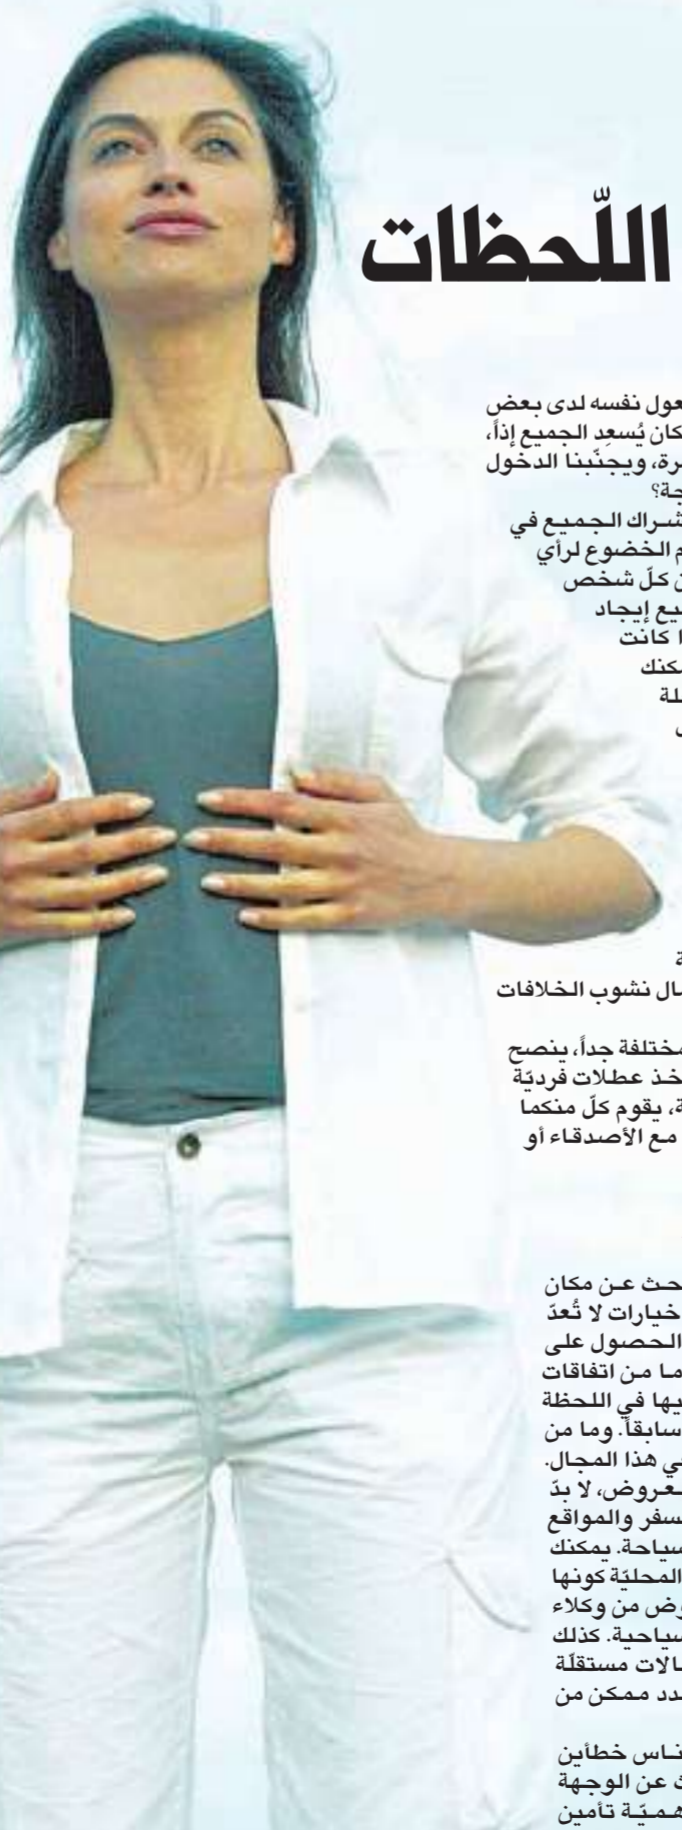 اللّحظات
عول نفسه لدى بعض
كان يُسعِد الجميع إذاً،
رة، ويجنّبنا الدخول
جة؟
شراك الجميع في
م الخضوع لرأي
ن كلّ شخص
يع إيجاد
ا كانت
كنك
لة
ة
ال نشوب الخلافات
مختلفة جداً، ينصح
خذ عطلات فرديّة
ة، يقوم كلّ منكما
مع الأصدقاء أو
حث عن مكان
خيارات لا تُعدّ
الحصول على
ما من اتفاقات
يها في اللحظة
سابقاً. وما من
ي هذا المجال.
عروض، لا بدّ
سفر والمواقع
سياحة. يمكنك
المحليّة كونها
وض من وكلاء
سياحية. كذلك
الات مستقلّة
دد ممكن من
ناس خطأين
ث عن الوجهة
هميّة تأمين